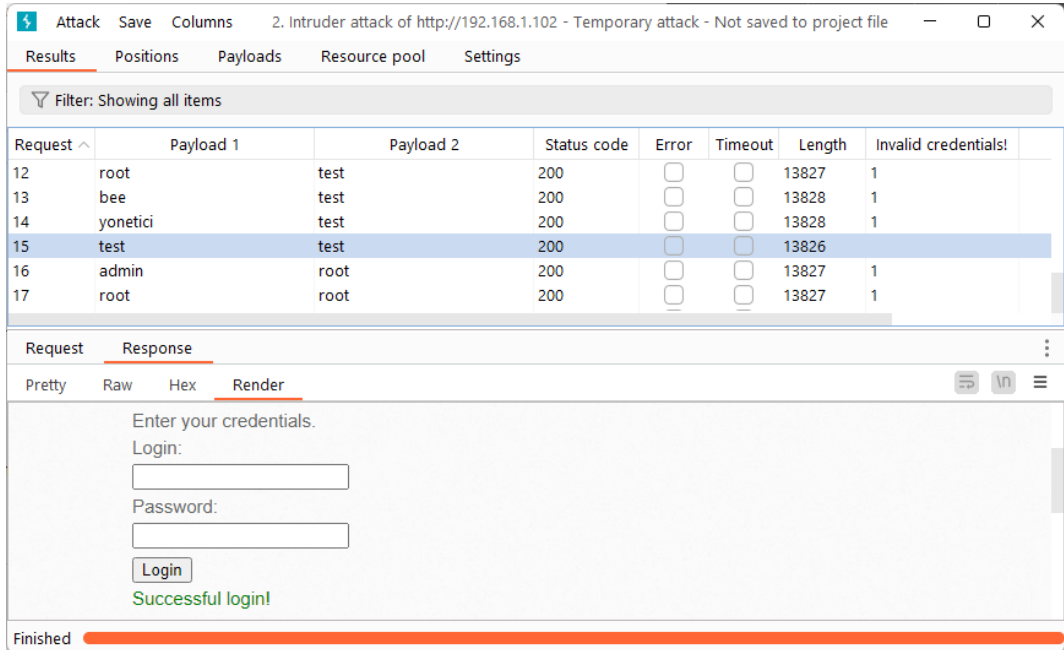 Attack Save Columns 2. Intruder attack of http://192.168.1.102 - Temporary attack - Not saved to project file
Results Positions Payloads Resource pool Settings
Filter: Showing all items
Request Payload 1 Payload 2 Status code Error Timeout Length Invalid credentials!
12 root test 200 13827 1
13 bee test 200 13828 1
14 yonetici test 200 13828 1
15 test test 200 13826
16 admin root 200 13827 1
17 root root 200 13827 1
Request Response
Pretty Raw Hex Render \n
Enter your credentials.
Login:
Password:
Login
Successful login!
Finished